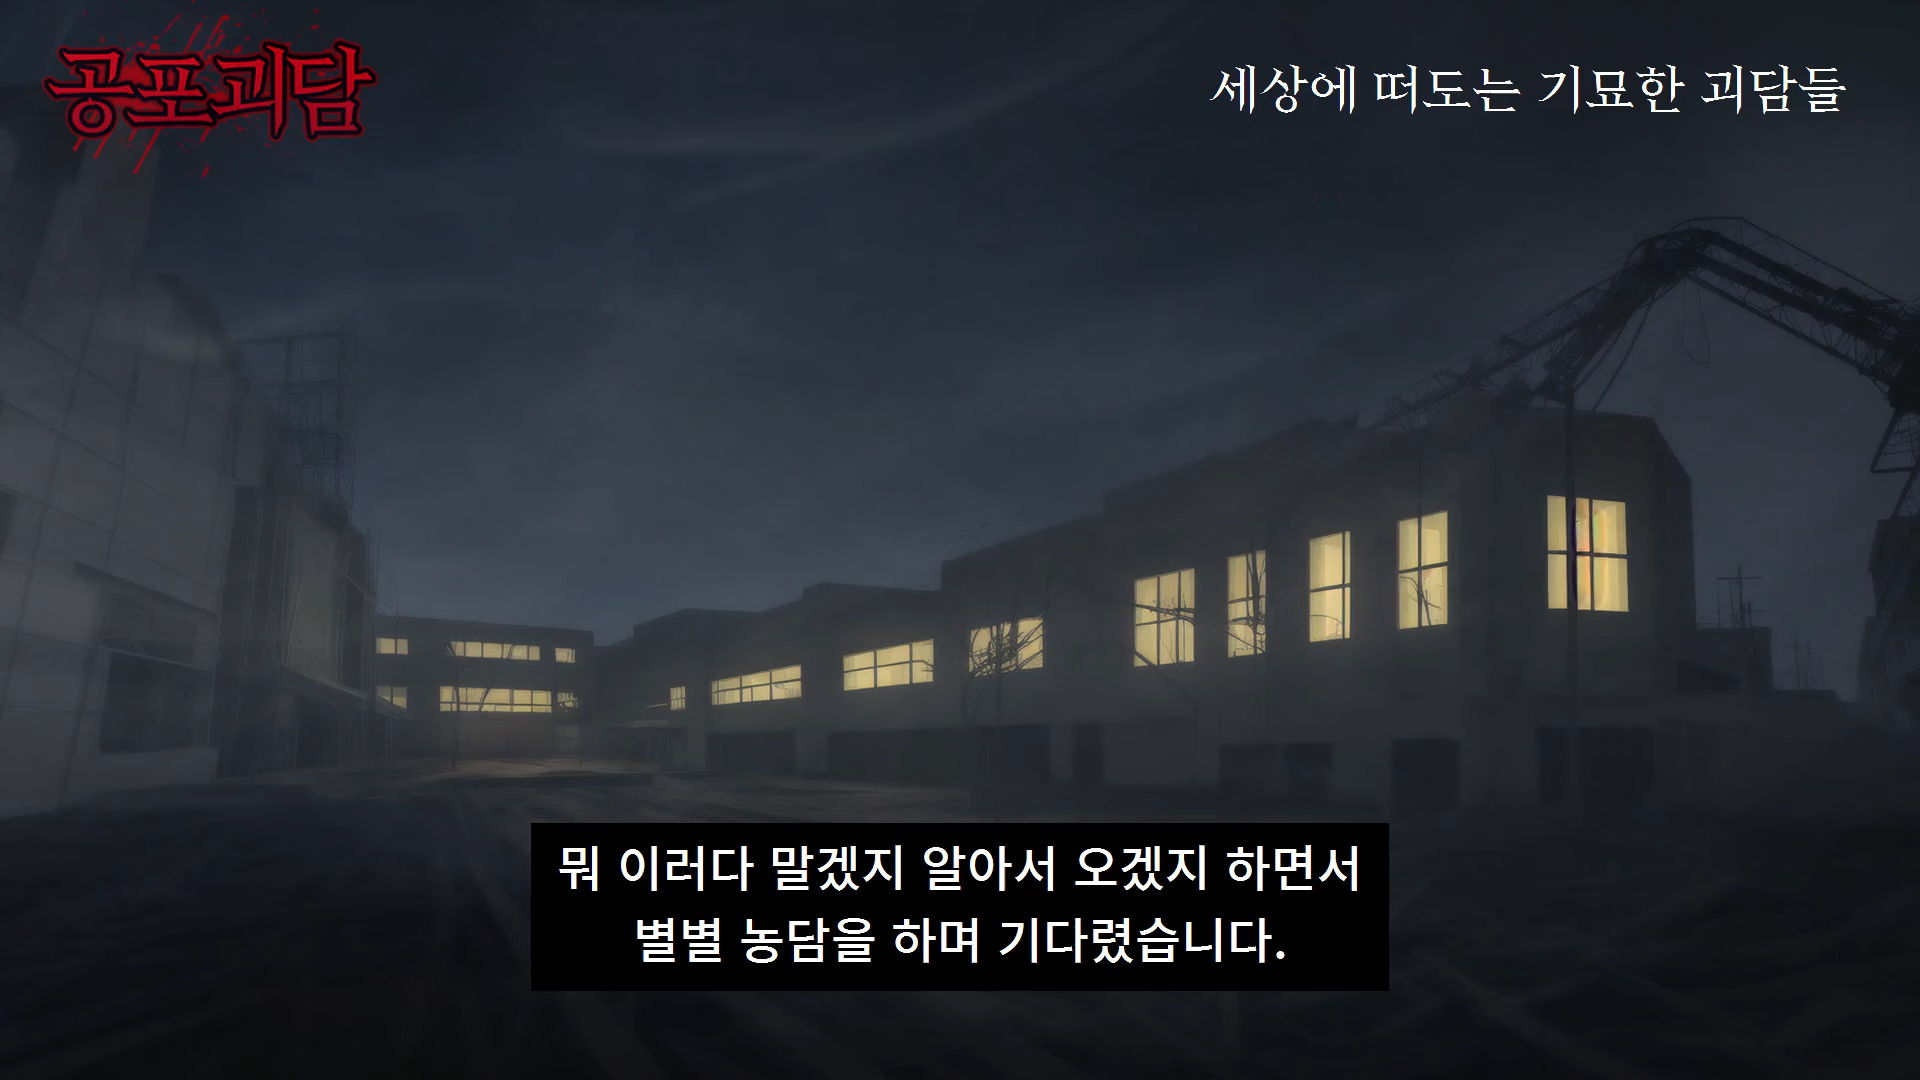 공포괴담
세상에 떠도는 기묘한 괴담들
뭐 이러다 말겠지 알아서 오겠지 하면서
별별 농담을 하며 기다렸습니다.